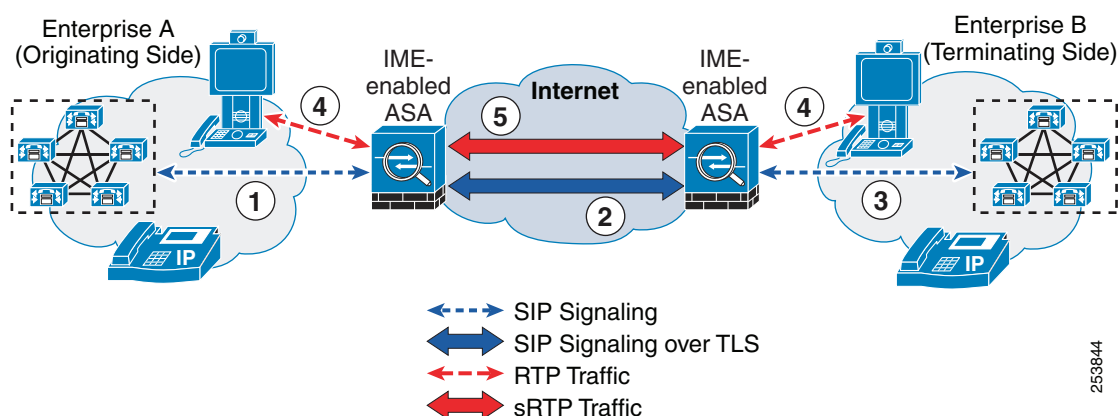 Enterprise A
(Originating Side)
IME-
enabled
ASA
Internet
IME-
enabled
ASA
Enterprise B
(Terminating Side)
4
5
4
1
2
3
IP
IP
SIP Signaling
SIP Signaling over TLS
RTP Traffic
sRTP Traffic
253844